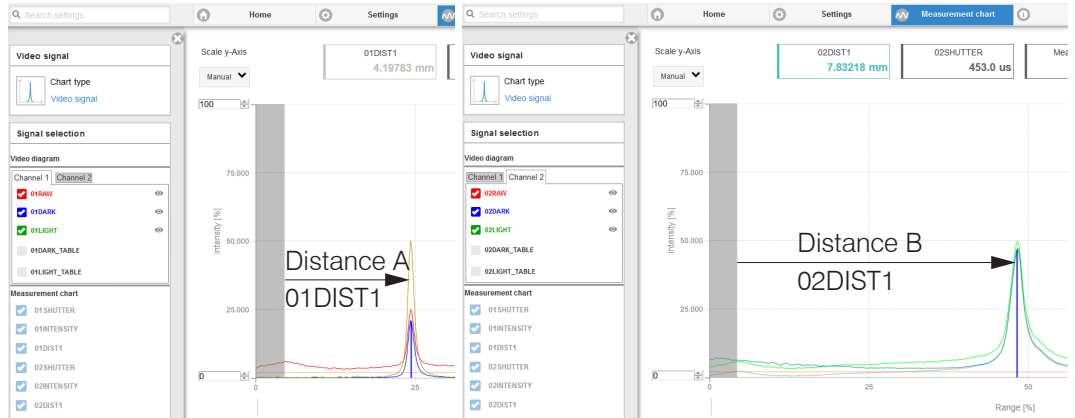 Search settings
Home
Settings
Video signal
Chart type
Video signal
Signal selection
Video diagram
Channel 1
Channel 2
01RAW
01DARK
01LIGHT
01DARK_TABLE
01LIGHT_TABLE
Measurement chart
01SHUTTER
01INTENSITY
01DIST1
02SHUTTER
02INTENSITY
02DIST1
Scale y-Axis
Manual
01DIST1
4.19783 mm
100
75.000
50.000
25.000
0
Intensity [%]
0
25
Distance A
01DIST1
Search settings
Home
Settings
Measurement chart
Video signal
Chart type
Video signal
Signal selection
Video diagram
Channel 1
Channel 2
02RAW
02DARK
02LIGHT
02DARK_TABLE
02LIGHT_TABLE
Measurement chart
01SHUTTER
01INTENSITY
01DIST1
02SHUTTER
02INTENSITY
02DIST1
Scale y-Axis
Manual
02DIST1
7.83218 mm
02SHUTTER
453.0 us
Mea
100
75.000
50.000
25.000
0
Intensity [%]
0
25
50
Range [%]
Distance B
02DIST1